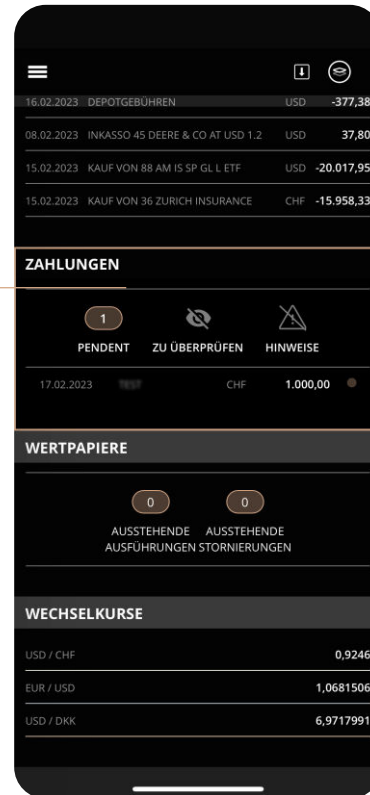 16.02.2023 DEPOTGEBÜHREN USD -377,38
08.02.2023 INKASSO 45 DEERE & CO AT USD 1.2 USD 37,80
15.02.2023 KAUF VON 88 AM IS SP GL L ETF USD -20.017,95
15.02.2023 KAUF VON 36 ZURICH INSURANCE CHF -15.958,33
ZAHLUNGEN
1
PENDENT ZU ÜBERPRÜFEN HINWEISE
17.02.2023 TEST CHF 1.000,00
WERTPAPIERE
0 0
AUSSTEHENDE AUSSTEHENDE
AUSFÜHRUNGEN STORNIERUNGEN
WECHSELKURSE
USD / CHF 0,9246
EUR / USD 1,0681506
USD / DKK 6,9717991